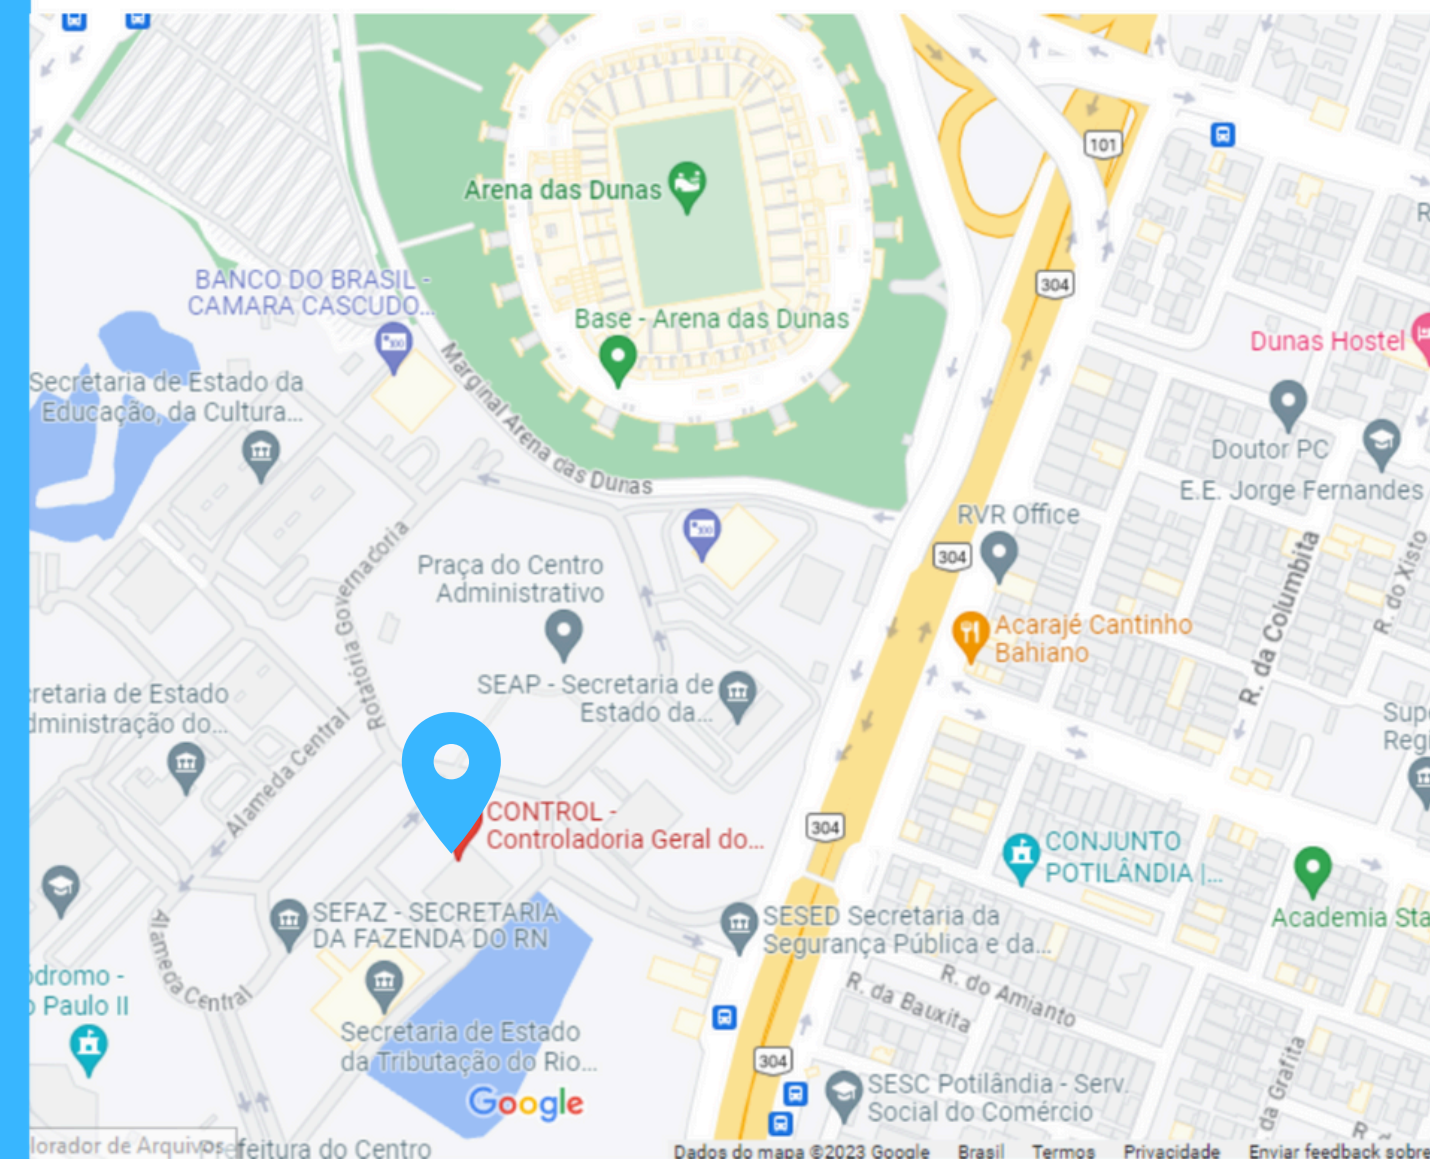 101
Arena das Dunas
BANCO DO BRASIL -
CAMARA CASCUDO...
304
Base - Arena das Dunas
Dunas Hostel
Marginal Arena das Dunas
Secretaria de Estado da
Educação, da Cultura...
Doutor PC
E.E. Jorge Fernandes
RVR Office
304
Rotatória Governadoria
Praça do Centro
Administrativo
R. da Columbita
R. do Xisto
Acarajé Cantinho
Bahiano
SEAP - Secretaria de
Estado da...
cretaria de Estado
dministração do...
Alameda Central
Sup
Regi
CONTROL -
Controladoria Geral do...
304
CONJUNTO
POTILÂNDIA |...
SEFAZ - SECRETARIA
DA FAZENDA DO RN
SESED Secretaria da
Segurança Pública e da...
Academia Sta
Alameda Central
ódromo -
o Paulo II
R. da Bauxita
R. do Amianto
Secretaria de Estado
da Tributação do Rio...
304
da Grafita
SESC Potilândia - Serv.
Social do Comércio
Google
lorador de Arquivos
Prefeitura do Centro
Dados do mapa ©2023 Google Brasil Termos Privacidade Enviar feedback sobre